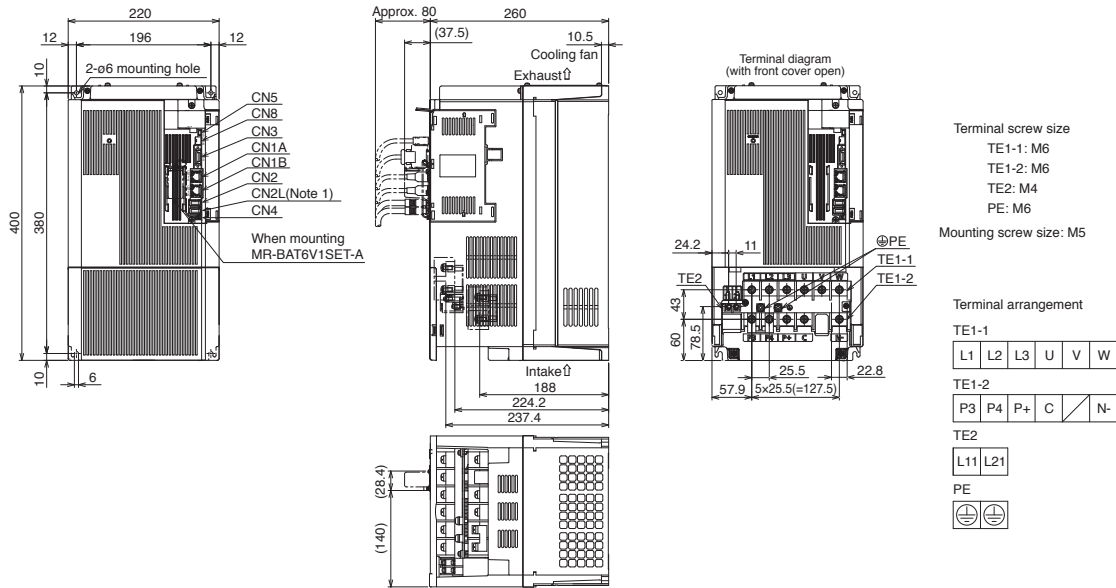 220
12
196
12
10
2-ø6 mounting hole
400
380
10
6
CN5
CN8
CN3
CN1A
CN1B
CN2
CN2L(Note 1)
CN4
When mounting
MR-BAT6V1SET-A
Approx. 80
260
(37.5)
10.5
Cooling fan
Exhaust⇧
Intake⇧
188
224.2
237.4
(28.4)
(140)
Terminal diagram
(with front cover open)
24.2
11
PE
TE2
TE1-1
TE1-2
L1 L2 L3 U V W
P3 P4 P+ C N-
43
60
78.5
25.5
22.8
57.9
5×25.5(=127.5)
Terminal screw size
TE1-1: M6
TE1-2: M6
TE2: M4
PE: M6
Mounting screw size: M5
Terminal arrangement
TE1-1
L1 L2 L3 U V W
TE1-2
P3 P4 P+ C N-
TE2
L11 L21
PE